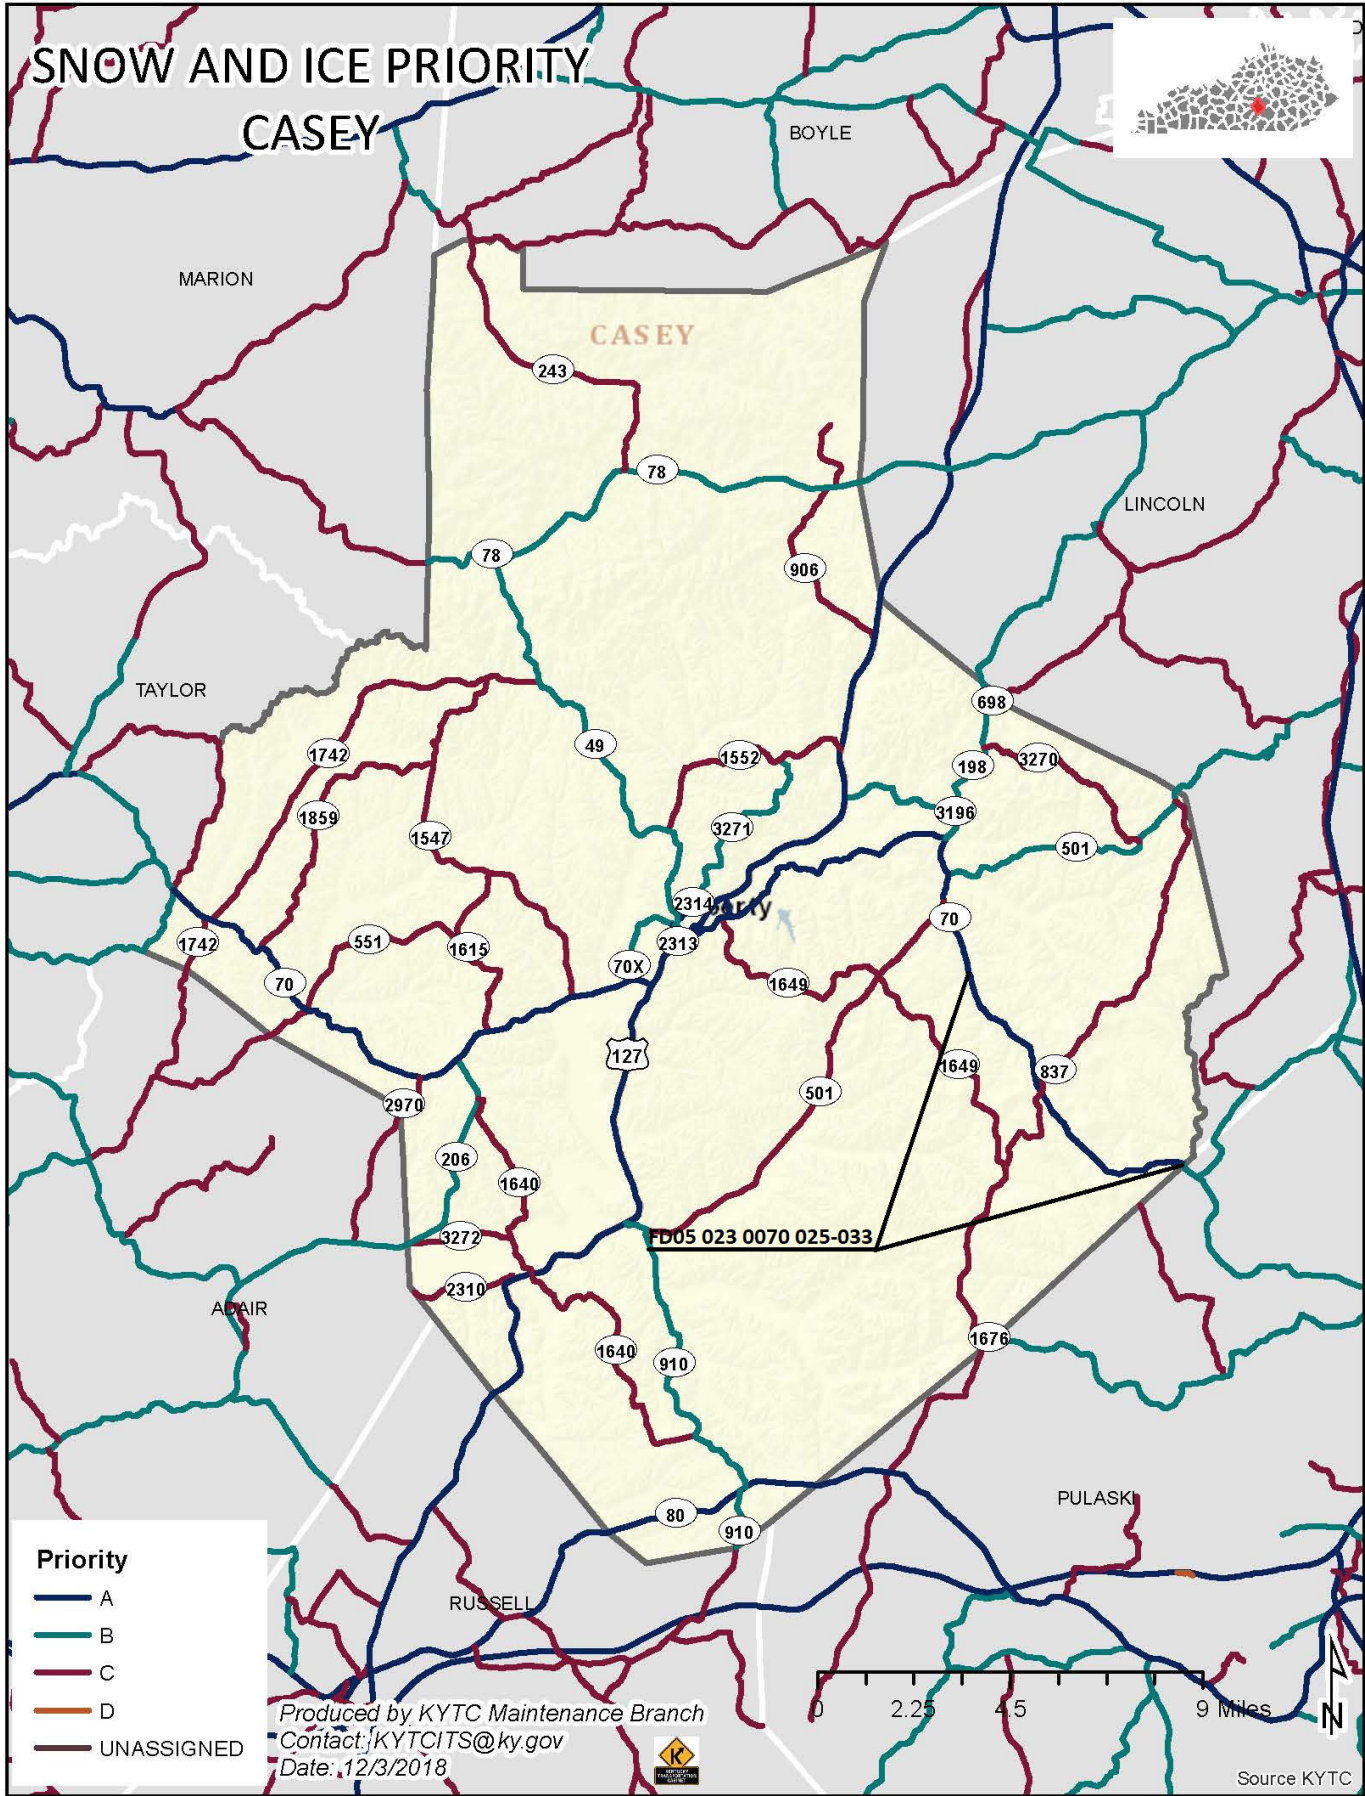 SNOW AND ICE PRIORITY
CASEY
BOYLE
MARION
CASEY
243
78
LINCOLN
78
906
TAYLOR
698
49
1742
1552
198
3270
1859
3196
3271
1547
501
2314
erty
70
1742
551
1615
2313
70X
70
1649
127
1649
837
501
2970
206
1640
3272
FD05 023 0070 025-033
2310
ADAIR
1676
1640
910
PULASKI
80
910
Priority
A
B
C
D
UNASSIGNED
RUSSELL
0 2.25 4.5 9 Miles
N
Produced by KYTC Maintenance Branch
Contact: KYTCITS@ky.gov
Date: 12/3/2018
K
KENTUCKY
TRANSPORTATION
CABINET
Source KYTC